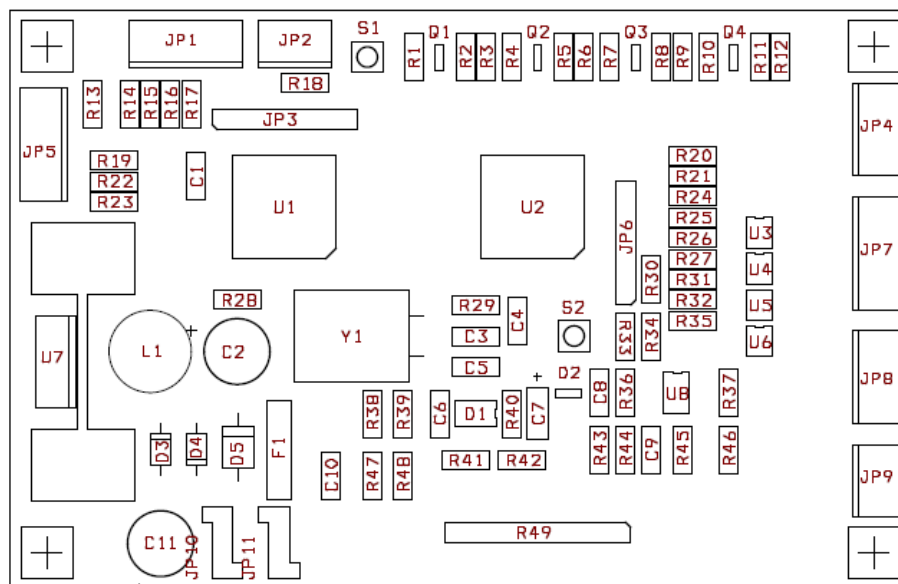 S1
JP1 JP2 R1 Q1 R2 R3 R4 Q2 R5 R6 R7 Q3 R8 R9 R10 Q4 R11 R12
R18
R13 R14 R15 R16 R17
JP3
JP4
JP5
R19
C1
R22
R23
U1
U2
R20
R21
R24
R25
R26
R27
R31
R32
R35
JP6
R30
U3
U4
U5
U6
JP7
R28
R29
C3
C4
C5
S2
R33
R34
U7
L1
C2
Y1
D2
JP8
R38 R39 C6 D1 R40 C7 C8 R36 U8 R37
D3 D4 D5 F1
R41 R42
R43 R44 C9 R45 R46
C10 R47 R48
JP9
C11
JP10 JP11
R49